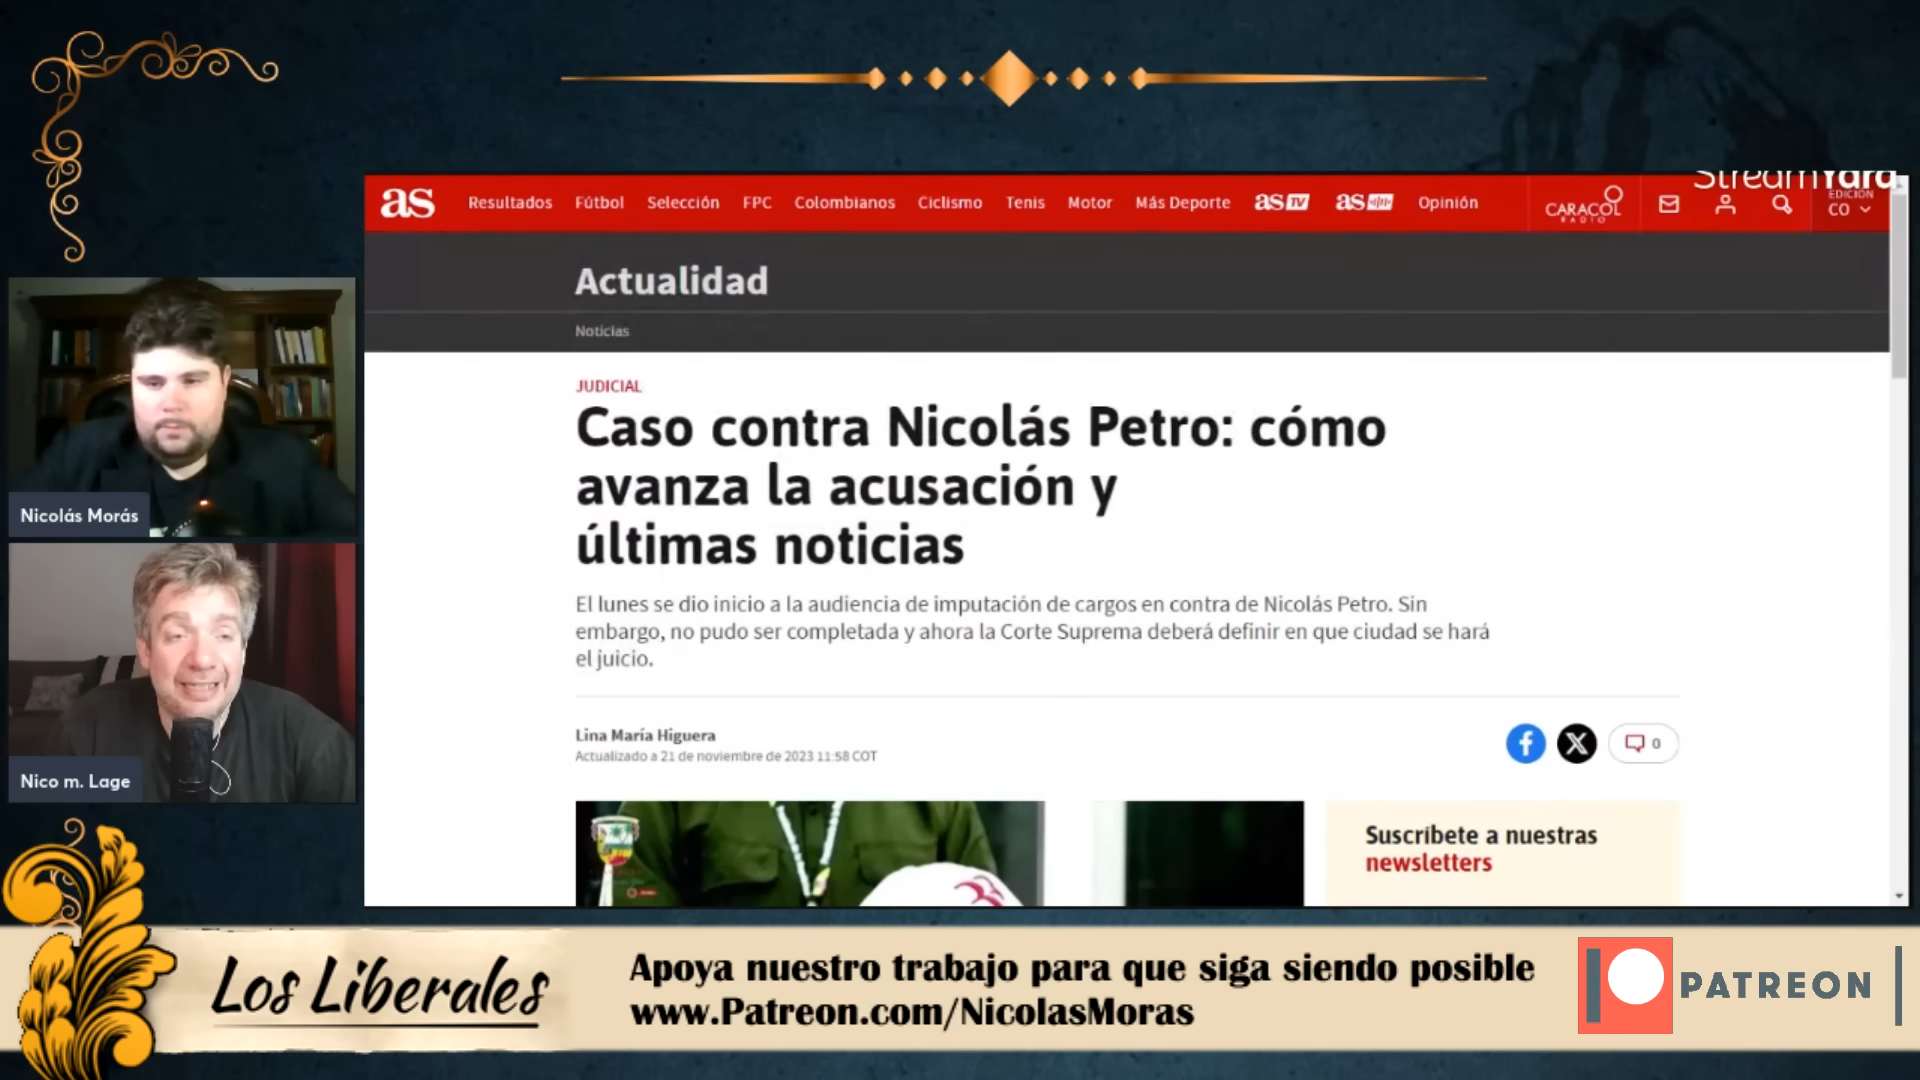 StreamYard
as
Resultados Fútbol Selección FPC Colombianos Ciclismo Tenis Motor Más Deporte as TV as Opinión
CARACOL
RADIO
EDICIÓN
CO
Actualidad
Noticias
JUDICIAL
Caso contra Nicolás Petro: cómo
avanza la acusación y
últimas noticias
El lunes se dio inicio a la audiencia de imputación de cargos en contra de Nicolás Petro. Sin
embargo, no pudo ser completada y ahora la Corte Suprema deberá definir en que ciudad se hará
el juicio.
Lina María Higuera
Actualizado a 21 de noviembre de 2023 11:58 COT
0
Suscríbete a nuestras
newsletters
Nicolás Morás
Nico m. Lage
Los Liberales
Apoya nuestro trabajo para que siga siendo posible
www.Patreon.com/NicolasMoras
PATREON